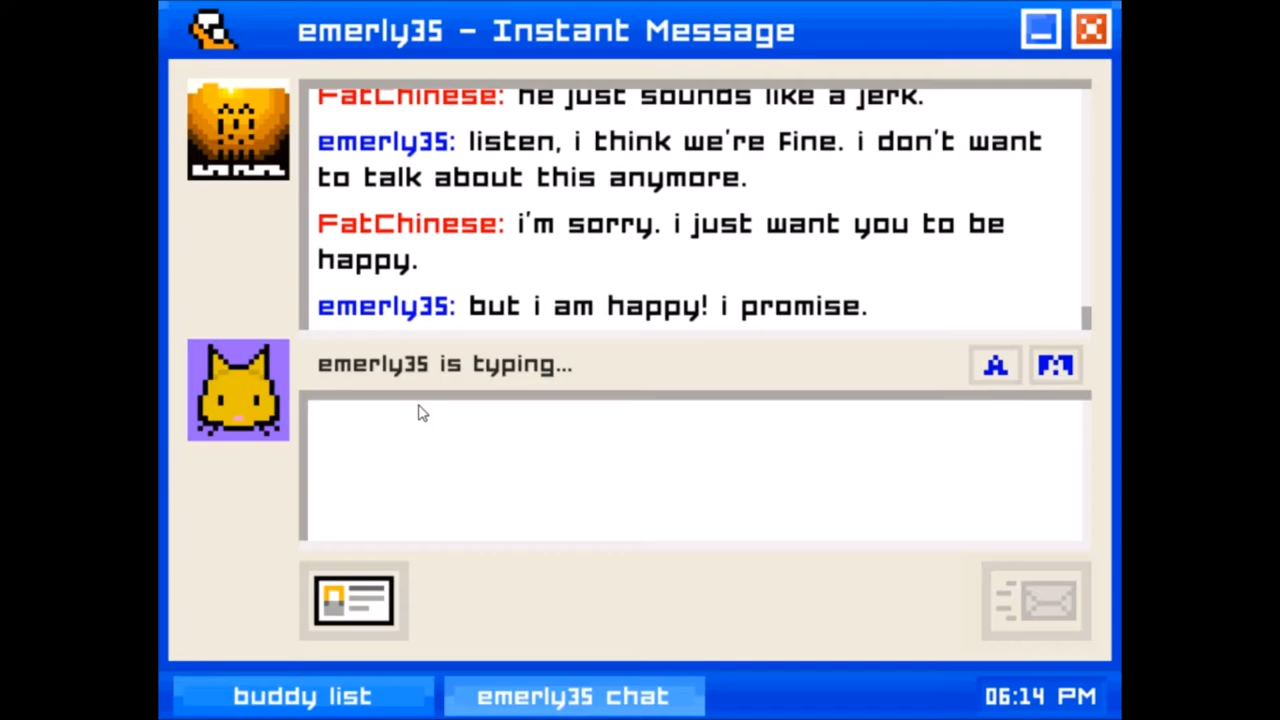 emerly35 - Instant Message
FatChinese: he just sounds like a jerk.
emerly35: listen, i think we're fine. i don't want
to talk about this anymore.
FatChinese: i'm sorry. i just want you to be
happy.
emerly35: but i am happy! i promise.
emerly35 is typing...
A
buddy list
emerly35 chat
06:14 PM